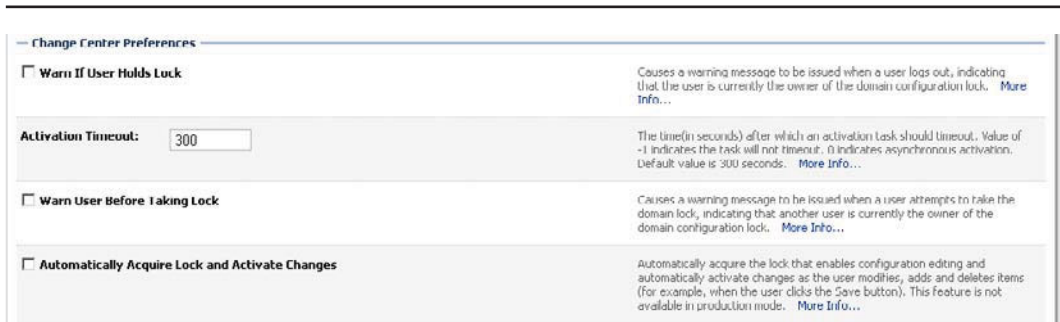 Change Center Preferences
Warn If User Holds Lock
Causes a warning message to be issued when a user logs out, indicating
that the user is currently the owner of the domain configuration lock. More
Info...
Activation Timeout: 300
The time(in seconds) after which an activation task should timeout. Value of
-1 indicates the task will not timeout. 0 indicates asynchronous activation.
Default value is 300 seconds. More Info...
Warn User Before Taking Lock
Causes a warning message to be issued when a user attempts to take the
domain lock, indicating that another user is currently the owner of the
domain configuration lock. More Info...
Automatically Acquire Lock and Activate Changes
Automatically acquire the lock that enables configuration editing and
automatically activate changes as the user modifies, adds and deletes items
(for example, when the user clicks the Save button). This feature is not
available in production mode. More Info...